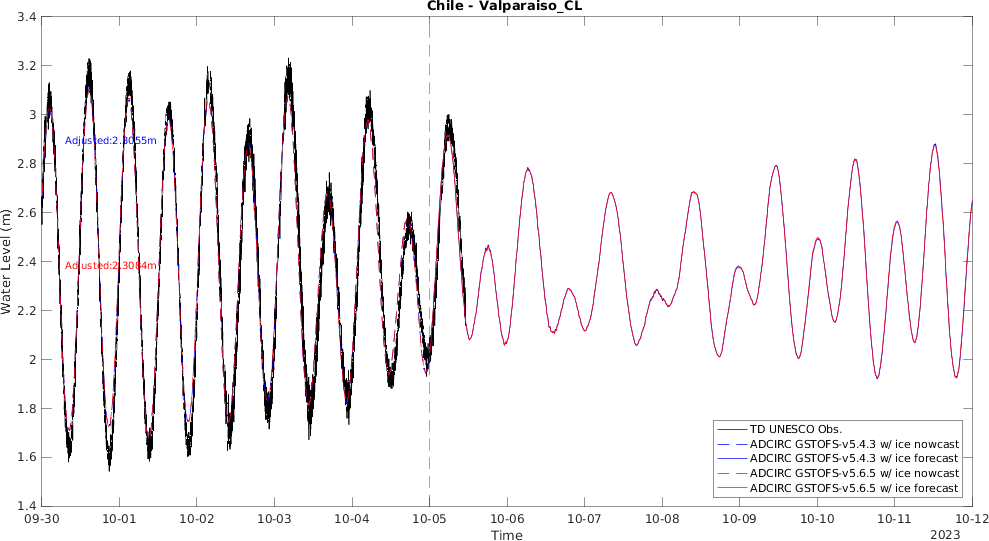 Chile - Valparaiso_CL
3.4
3.2
3
2.8
2.6
2.4
2.2
2
1.8
1.6
1.4
Water Level (m)
Adjusted:2.3055m
Adjusted:2.3084m
TD UNESCO Obs.
ADCIRC GSTOFS-v5.4.3 w/ ice nowcast
ADCIRC GSTOFS-v5.4.3 w/ ice forecast
ADCIRC GSTOFS-v5.6.5 w/ ice nowcast
ADCIRC GSTOFS-v5.6.5 w/ ice forecast
09-30 10-01 10-02 10-03 10-04 10-05 10-06 10-07 10-08 10-09 10-10 10-11 10-12
Time
2023